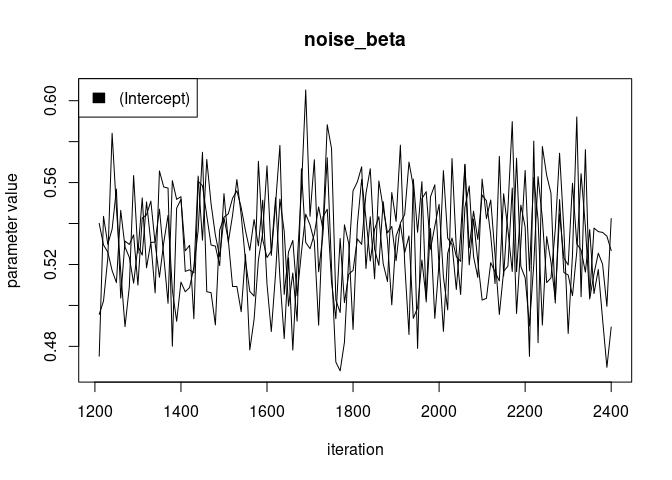 noise_beta
(Intercept)
parameter value
0.60
0.56
0.52
0.48
1200 1400 1600 1800 2000 2200 2400
iteration